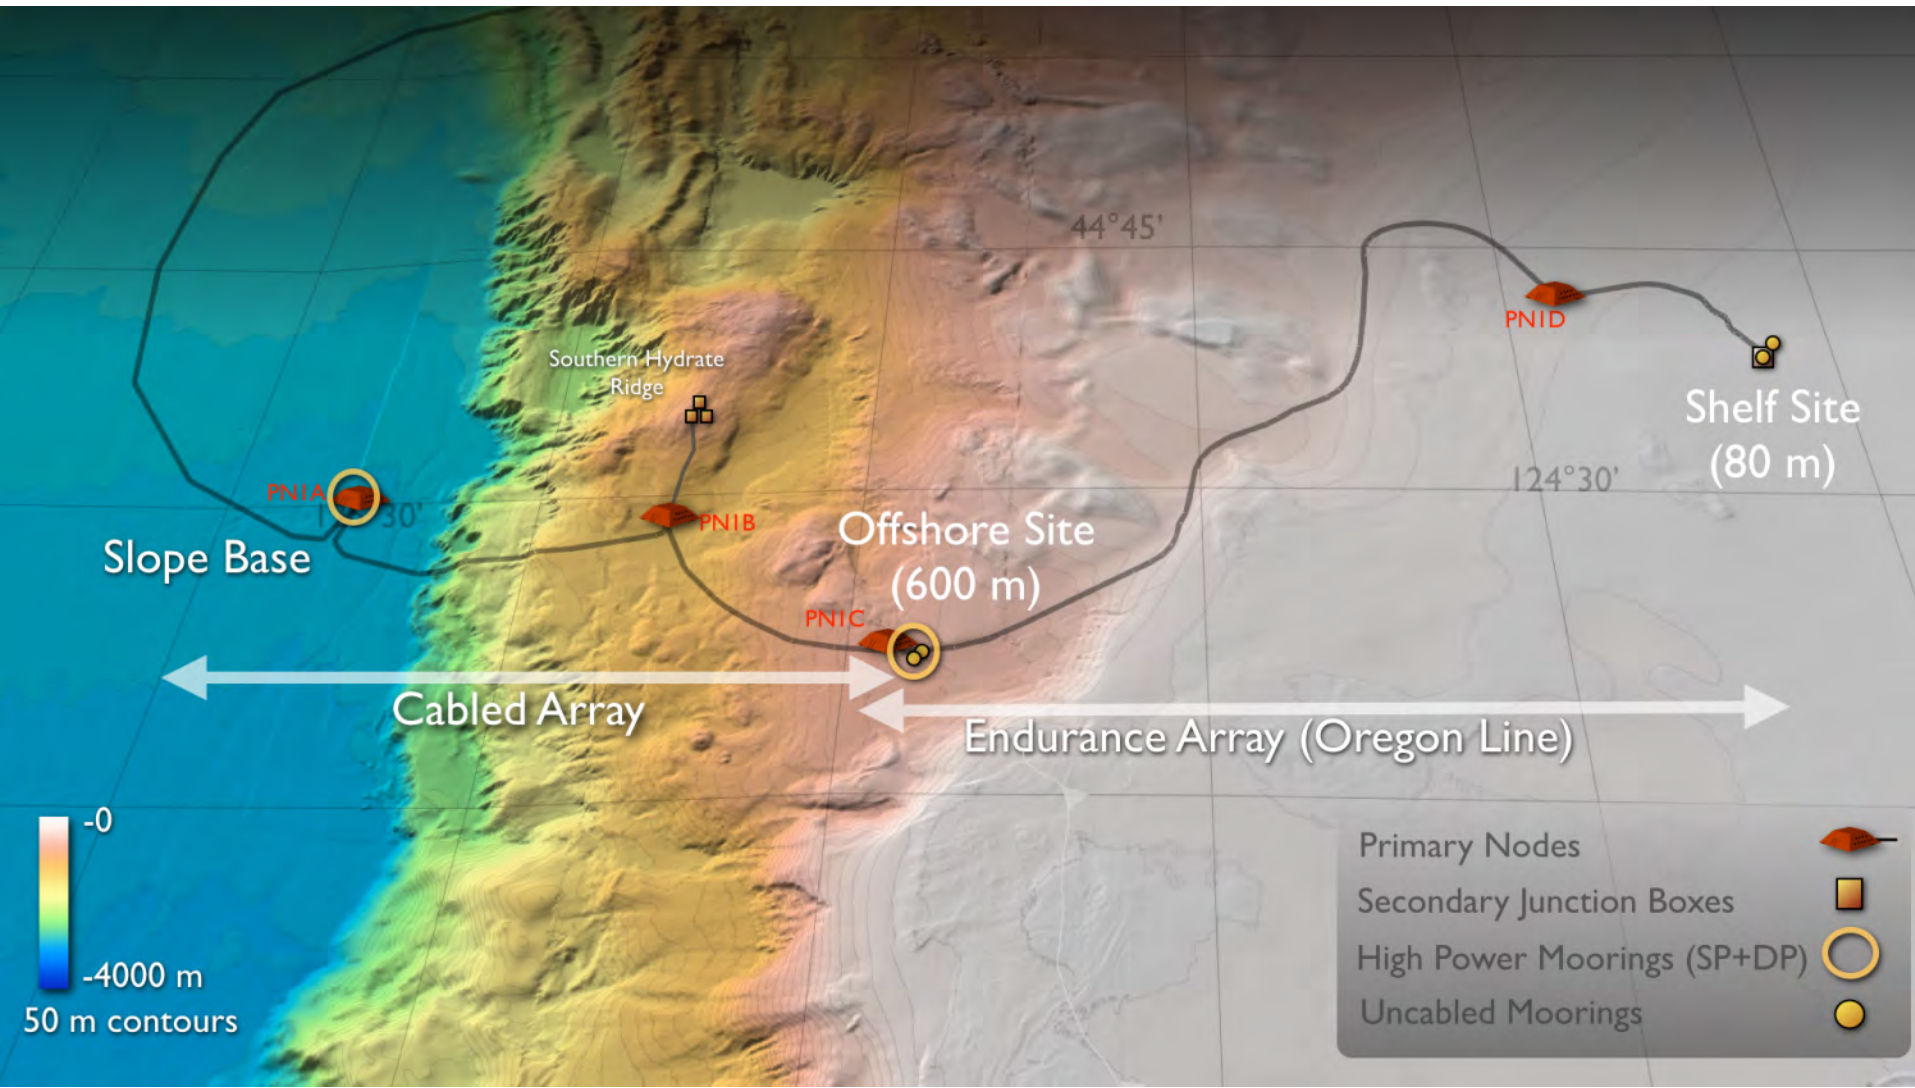 44°45'
PN1D
Southern Hydrate
Ridge
Shelf Site
(80 m)
124°30'
PN1A
30'
PN1B
Offshore Site
(600 m)
Slope Base
PN1C
Cabled Array
Endurance Array (Oregon Line)
-0
-4000 m
50 m contours
Primary Nodes
Secondary Junction Boxes
High Power Moorings (SP+DP)
Uncabled Moorings